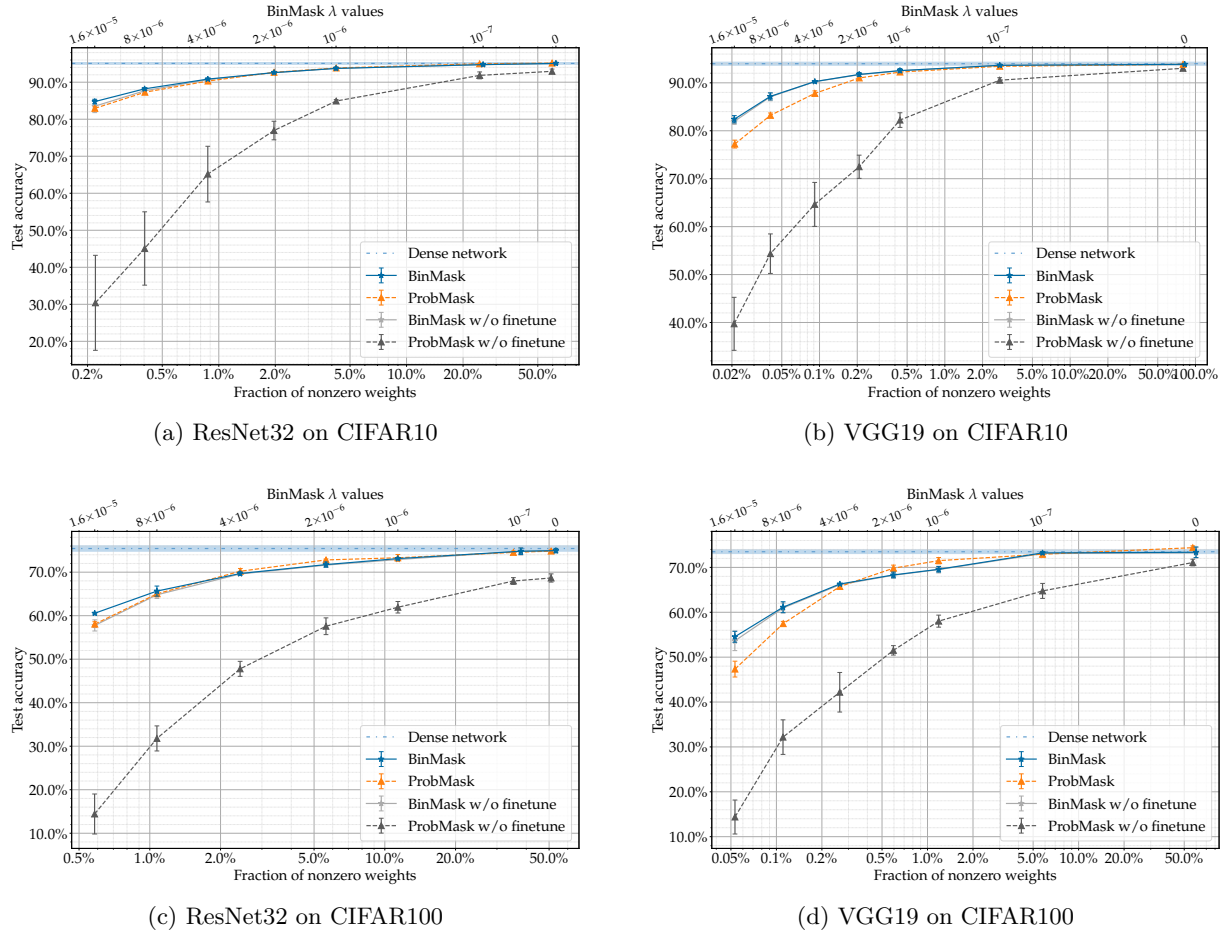 BinMask λ values
1.6×10⁻⁵ 8×10⁻⁶ 4×10⁻⁶ 2×10⁻⁶ 10⁻⁶ 10⁻⁷ 0
90.0%
80.0%
70.0%
60.0%
50.0%
40.0%
30.0%
20.0%
Test accuracy
Dense network
BinMask
ProbMask
BinMask w/o finetune
ProbMask w/o finetune
0.2% 0.5% 1.0% 2.0% 5.0% 10.0% 20.0% 50.0%
Fraction of nonzero weights
(a) ResNet32 on CIFAR10
BinMask λ values
1.6×10⁻⁵ 8×10⁻⁶ 4×10⁻⁶ 2×10⁻⁶ 10⁻⁶ 10⁻⁷ 0
90.0%
80.0%
70.0%
60.0%
50.0%
40.0%
Test accuracy
Dense network
BinMask
ProbMask
BinMask w/o finetune
ProbMask w/o finetune
0.02% 0.05% 0.1% 0.2% 0.5% 1.0% 2.0% 5.0% 10.0% 20.0% 50.0% 100.0%
Fraction of nonzero weights
(b) VGG19 on CIFAR10
BinMask λ values
1.6×10⁻⁵ 8×10⁻⁶ 4×10⁻⁶ 2×10⁻⁶ 10⁻⁶ 10⁻⁷ 0
70.0%
60.0%
50.0%
40.0%
30.0%
20.0%
10.0%
Test accuracy
Dense network
BinMask
ProbMask
BinMask w/o finetune
ProbMask w/o finetune
0.5% 1.0% 2.0% 5.0% 10.0% 20.0% 50.0%
Fraction of nonzero weights
(c) ResNet32 on CIFAR100
BinMask λ values
1.6×10⁻⁵ 8×10⁻⁶ 4×10⁻⁶ 2×10⁻⁶ 10⁻⁶ 10⁻⁷ 0
70.0%
60.0%
50.0%
40.0%
30.0%
20.0%
10.0%
Test accuracy
Dense network
BinMask
ProbMask
BinMask w/o finetune
ProbMask w/o finetune
0.05% 0.1% 0.2% 0.5% 1.0% 2.0% 5.0% 10.0% 20.0% 50.0%
Fraction of nonzero weights
(d) VGG19 on CIFAR100